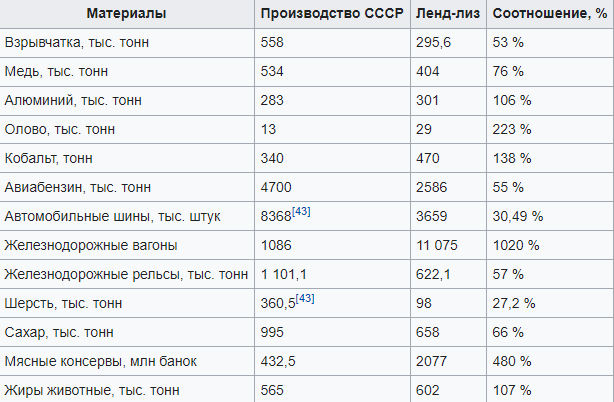 Материалы Производство СССР Ленд-лиз Соотношение, %
Взрывчатка, тыс. тонн 558 295,6 53 %
Медь, тыс. тонн 534 404 76 %
Алюминий, тыс. тонн 283 301 106 %
Олово, тыс. тонн 13 29 223 %
Кобальт, тонн 340 470 138 %
Авиабензин, тыс. тонн 4700 2586 55 %
Автомобильные шины, тыс. штук 8368[43] 3659 30,49 %
Железнодорожные вагоны 1086 11 075 1020 %
Железнодорожные рельсы, тыс. тонн 1 101,1 622,1 57 %
Шерсть, тыс. тонн 360,5[43] 98 27,2 %
Сахар, тыс. тонн 995 658 66 %
Мясные консервы, млн банок 432,5 2077 480 %
Жиры животные, тыс. тонн 565 602 107 %